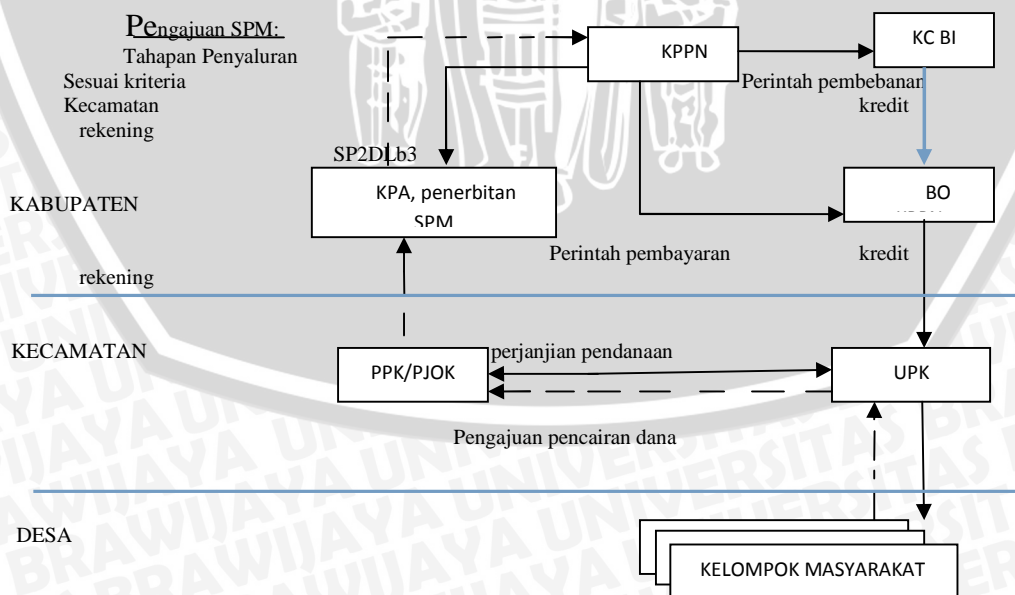 Pengajuan SPM:
Tahapan Penyaluran
Sesuai kriteria
Kecamatan
rekening
KPPN
KC BI
Perintah pembebanan
kredit
SP2DLb3
KPA, penerbitan
SPM
BO
KABUPATEN
Perintah pembayaran
kredit
rekening
KECAMATAN
PPK/PJOK
perjanjian pendanaan
UPK
Pengajuan pencairan dana
DESA
KELOMPOK MASYARAKAT